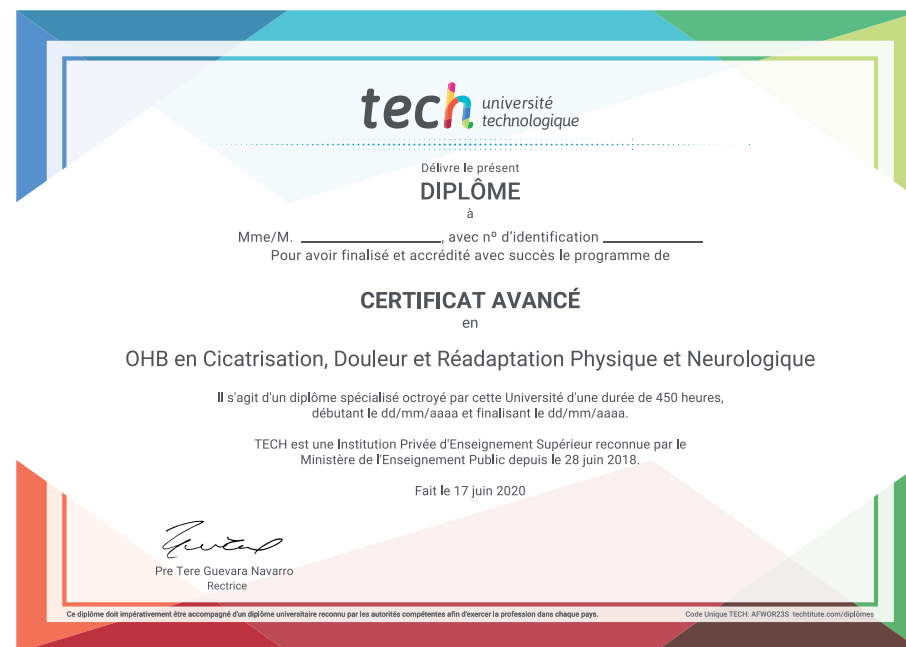 tech université
technologique
Délivre le présent
DIPLÔME
à
Mme/M. ____________________, avec nº d'identification ______________
Pour avoir finalisé et accrédité avec succès le programme de
CERTIFICAT AVANCÉ
en
OHB en Cicatrisation, Douleur et Réadaptation Physique et Neurologique
Il s'agit d'un diplôme spécialisé octroyé par cette Université d'une durée de 450 heures,
débutant le dd/mm/aaaa et finalisant le dd/mm/aaaa.
TECH est une Institution Privée d'Enseignement Supérieur reconnue par le
Ministère de l'Enseignement Public depuis le 28 juin 2018.
Fait le 17 juin 2020
Pre Tere Guevara Navarro
Rectrice
Ce diplôme doit impérativement être accompagné d'un diplôme universitaire reconnu par les autorités compétentes afin d'exercer la profession dans chaque pays.
Code Unique TECH: AFWOR23S techtitute.com/diplômes